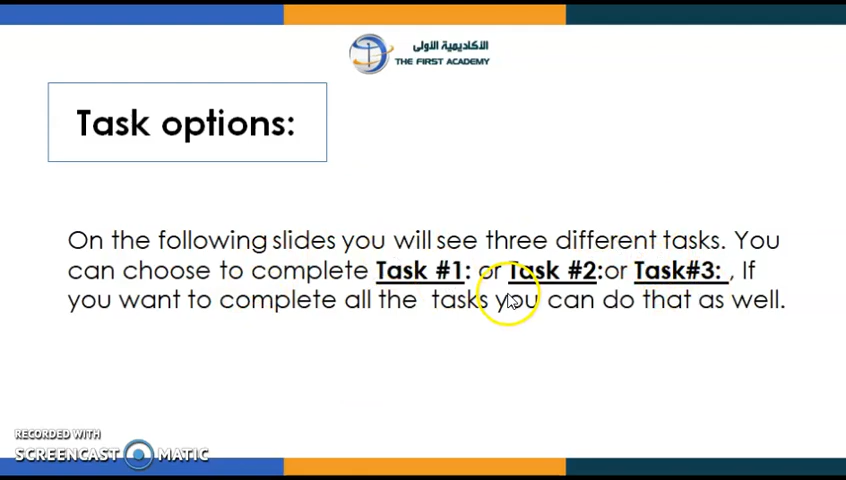 الأكاديمية الأولى
THE FIRST ACADEMY
Task options:
On the following slides you will see three different tasks. You
can choose to complete Task #1: or Task #2:or Task#3: , If
you want to complete all the tasks you can do that as well.
RECORDED WITH
SCREENCAST MATIC